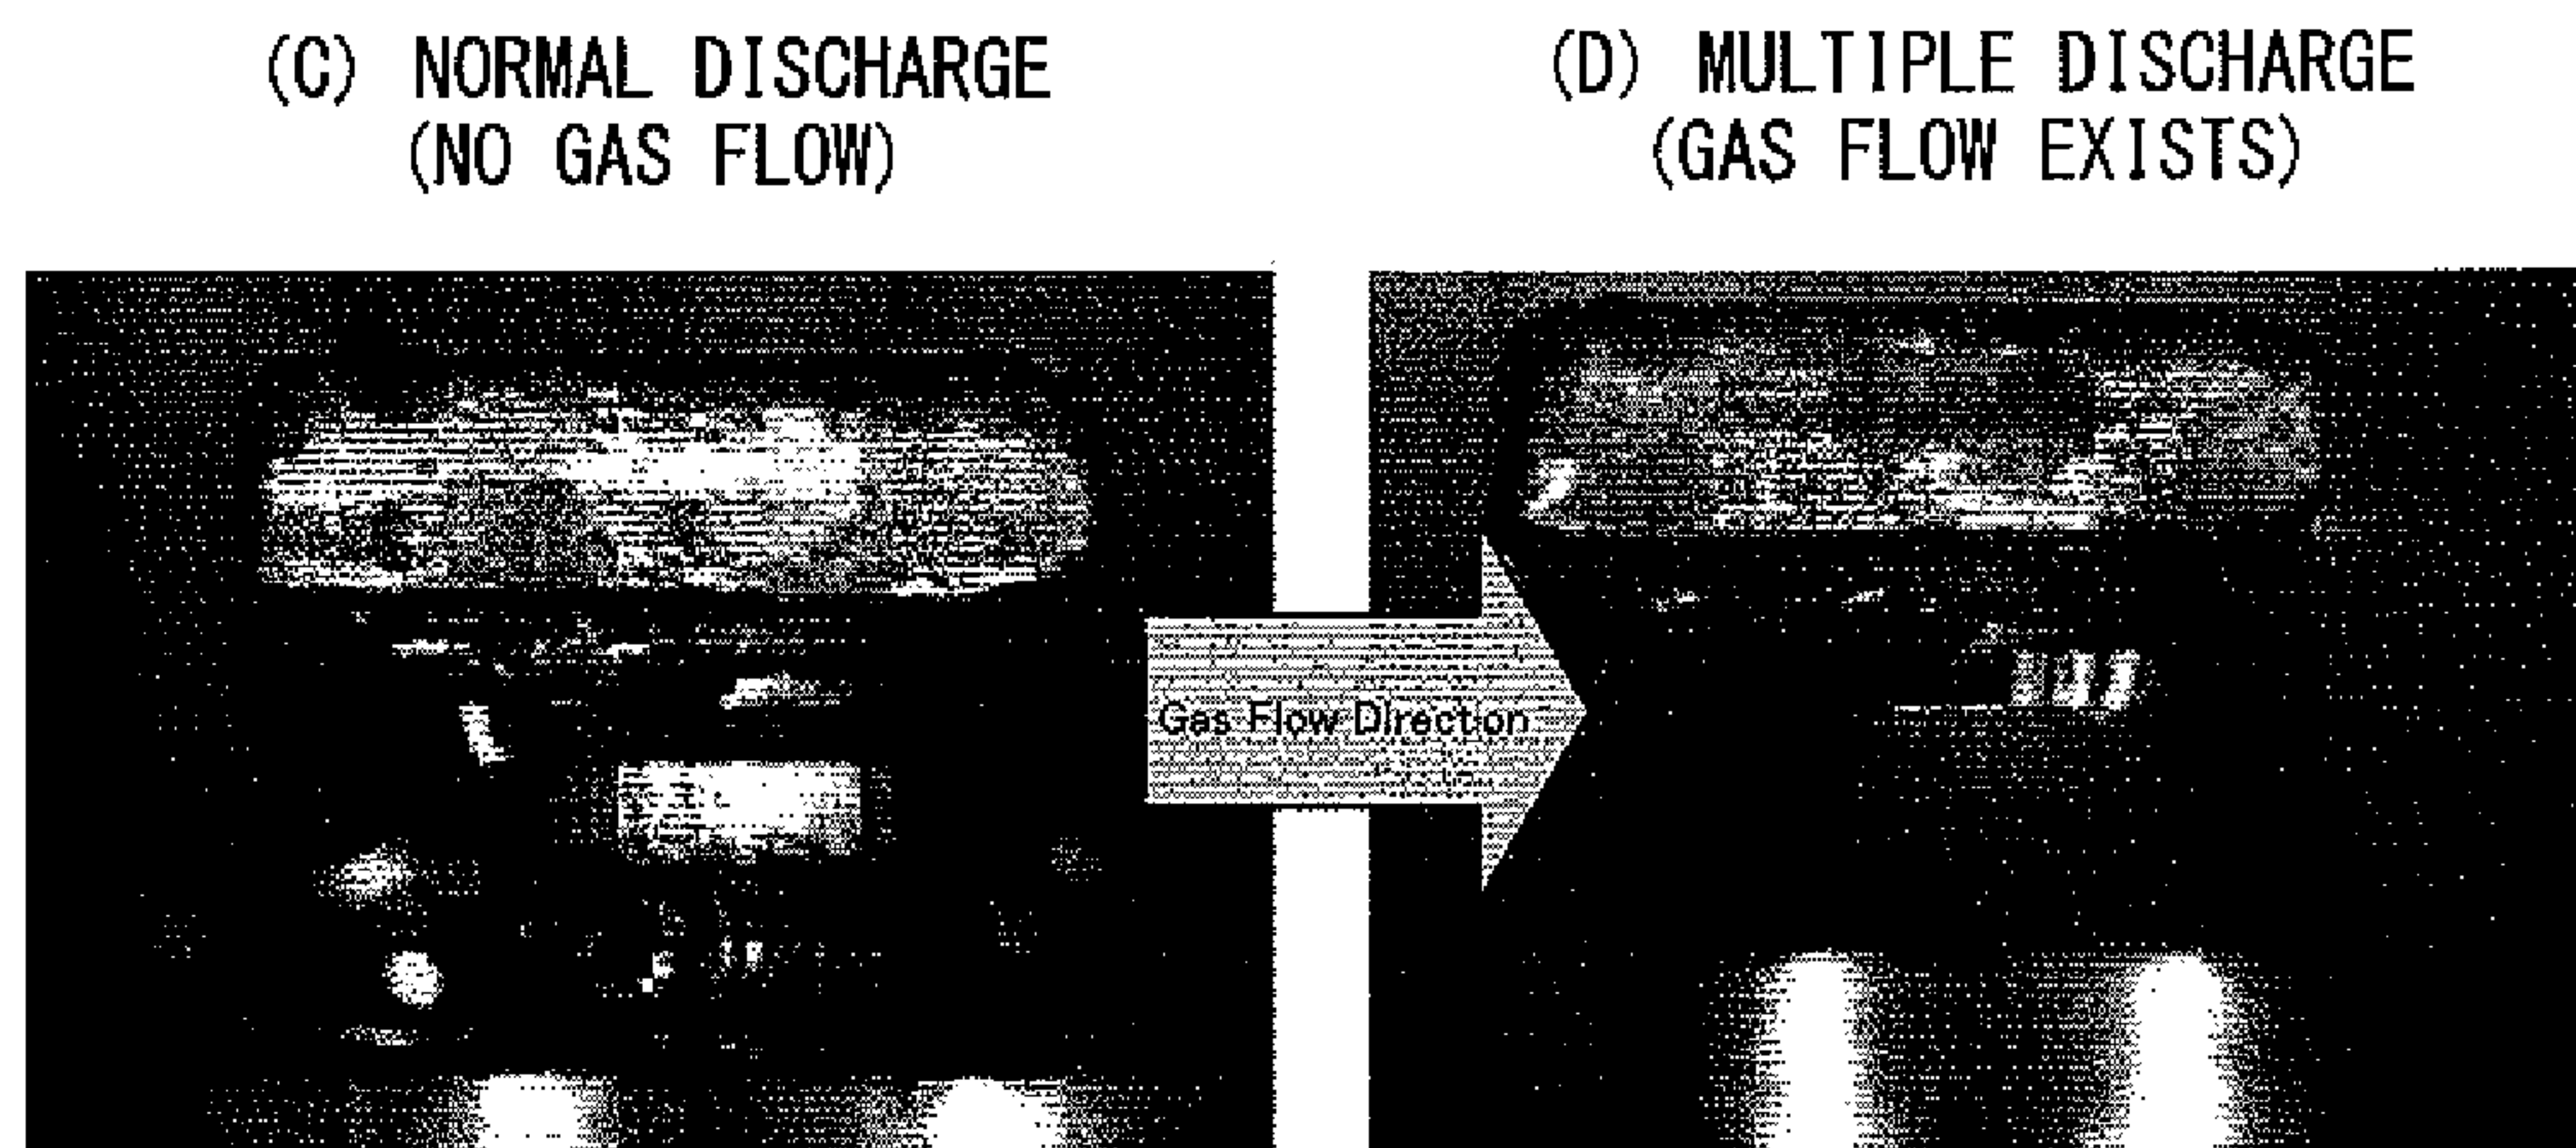 (C) NORMAL DISCHARGE
(NO GAS FLOW)
(D) MULTIPLE DISCHARGE
(GAS FLOW EXISTS)
Gas Flow Direction